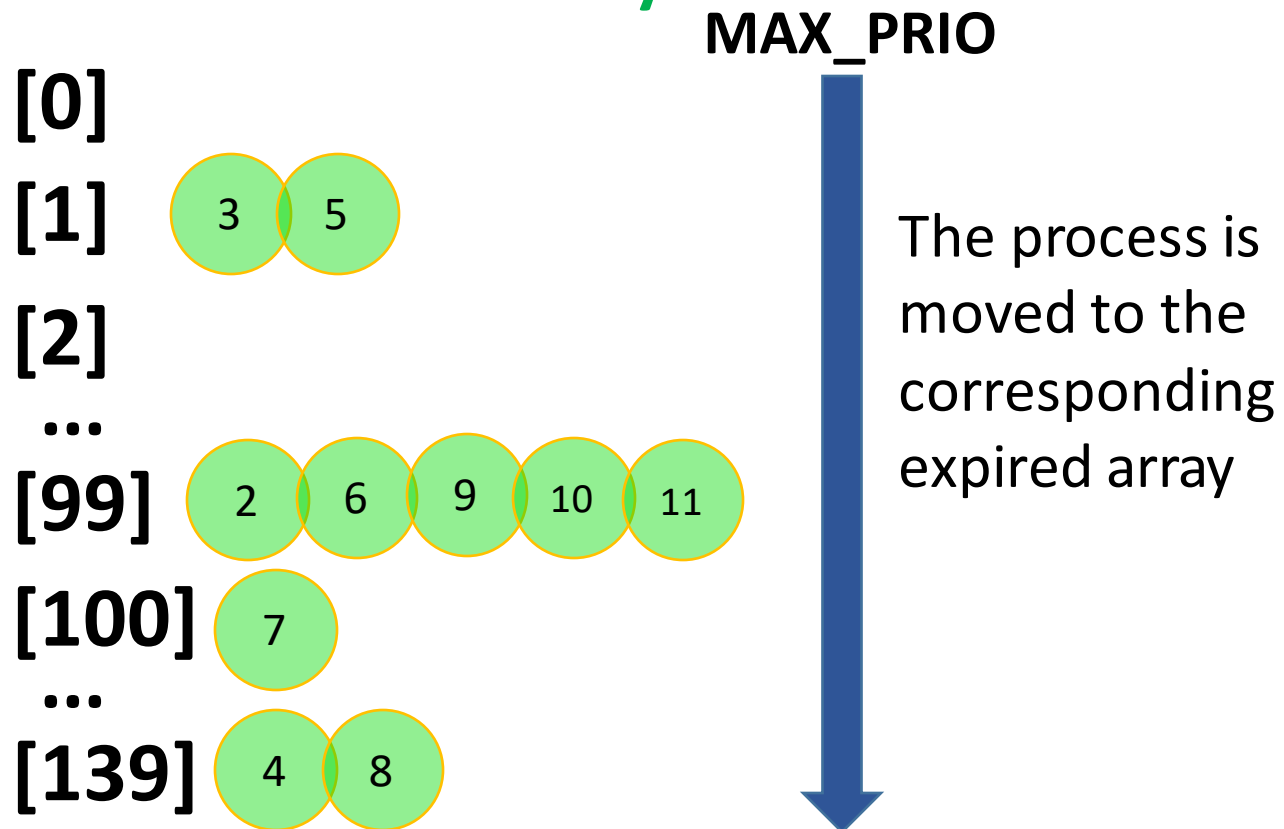 MAX_PRIO
[0]
[1] 3 5
[2]
...
[99] 2 6 9 10 11
[100] 7
...
[139] 4 8
The process is
moved to the
corresponding
expired array